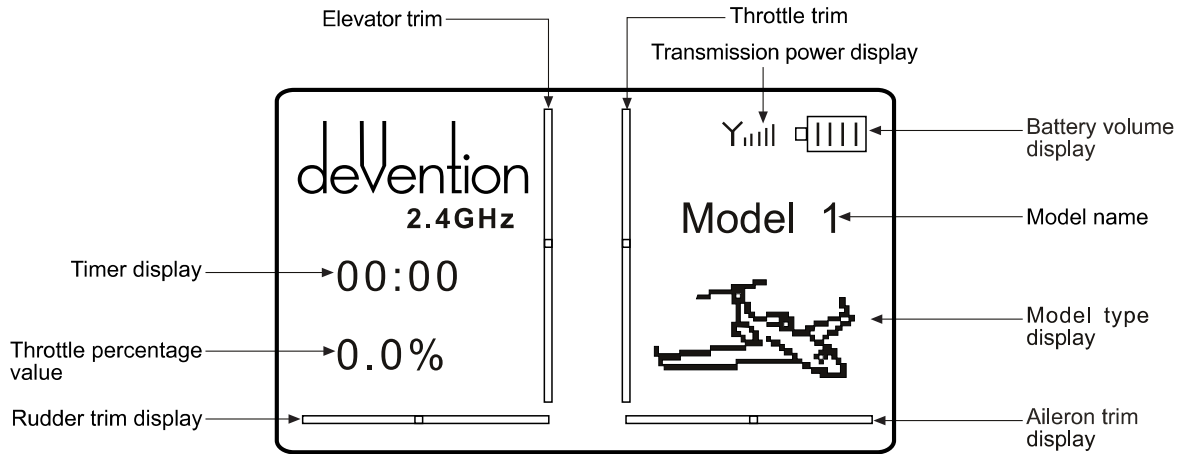 Elevator trim
Throttle trim
Transmission power display
Battery volume
display
devention
2.4GHz
Model 1
Model name
Timer display
00:00
Model type
display
Throttle percentage
value
0.0%
Rudder trim display
Aileron trim
display